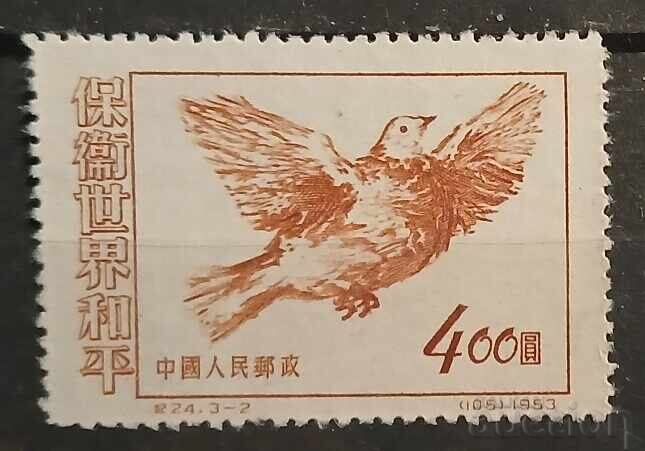 保衞世界和平
400圓
中國人民郵政
紀24.3-2
(105)1953